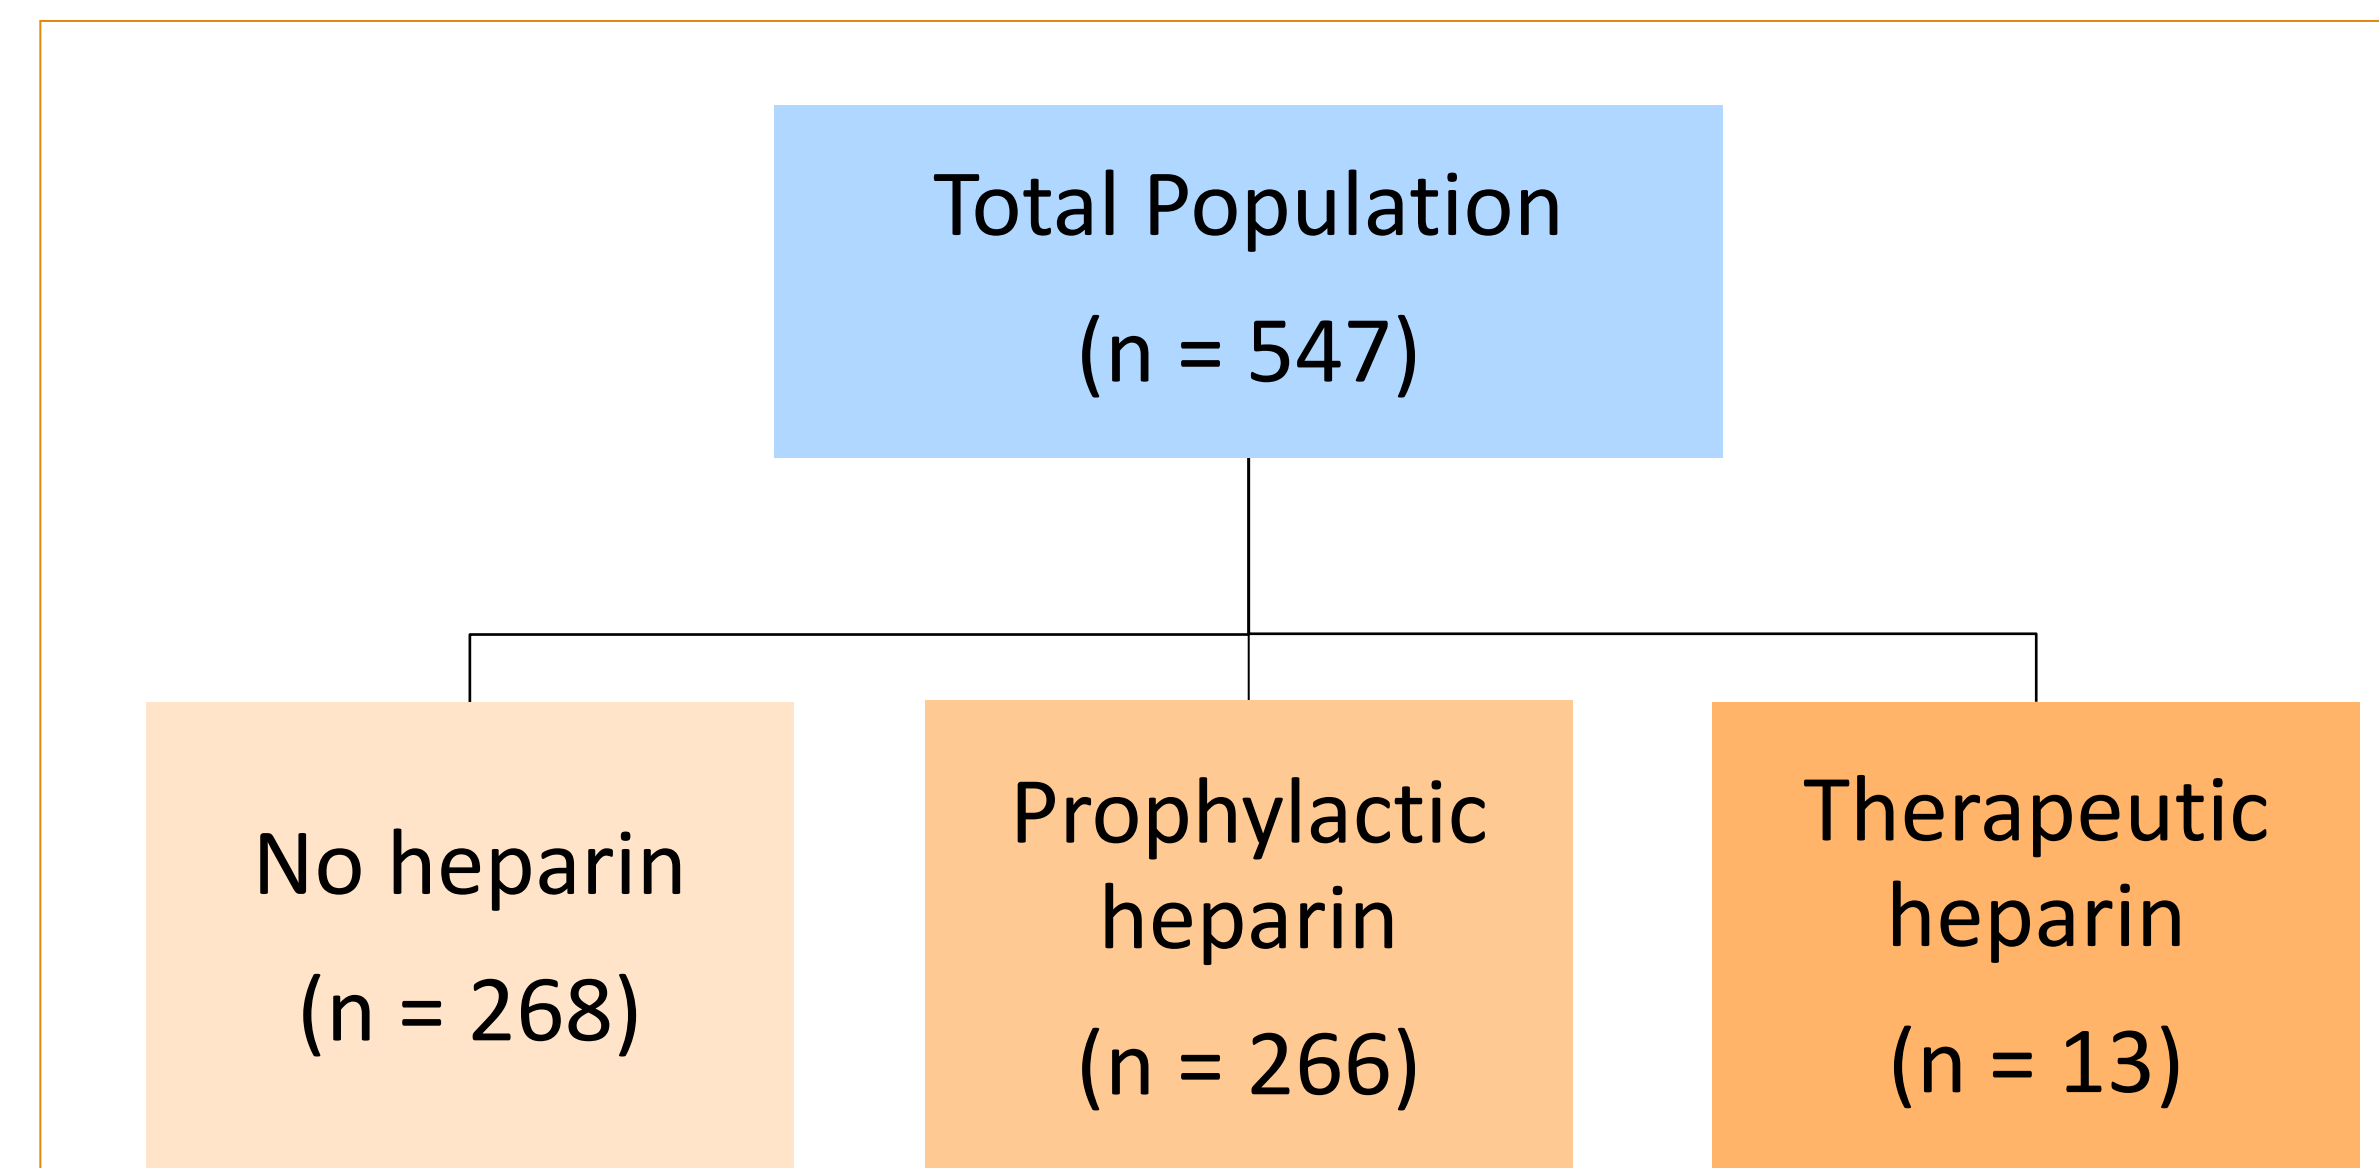 Total Population
(n = 547)
No heparin
(n = 268)
Prophylactic
heparin
(n = 266)
Therapeutic
heparin
(n = 13)